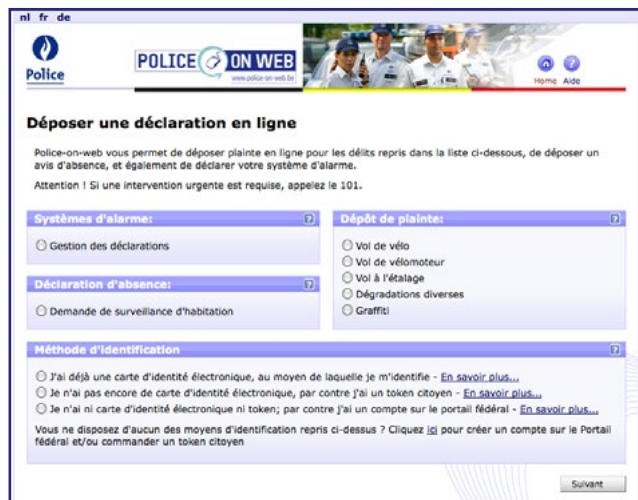 nl fr de
Police
POLICE ON WEB
www.police-on-web.be
Home Aide
Déposer une déclaration en ligne
Police-on-web vous permet de déposer plainte en ligne pour les délits repris dans la liste ci-dessous, de déposer un
avis d'absence, et également de déclarer votre système d'alarme.
Attention ! Si une intervention urgente est requise, appelez le 101.
Systèmes d'alarme: ?
Gestion des déclarations
Déclaration d'absence: ?
Demande de surveillance d'habitation
Dépôt de plainte: ?
Vol de vélo
Vol de vélomoteur
Vol à l'étalage
Dégradations diverses
Graffiti
Méthode d'identification ?
J'ai déjà une carte d'identité électronique, au moyen de laquelle je m'identifie - En savoir plus...
Je n'ai pas encore de carte d'identité électronique, par contre j'ai un token citoyen - En savoir plus...
Je n'ai ni carte d'identité électronique ni token; par contre j'ai un compte sur le portail fédéral - En savoir plus...
Vous ne disposez d'aucun des moyens d'identification repris ci-dessus ? Cliquez ici pour créer un compte sur le Portail
fédéral et/ou commander un token citoyen
Suivant